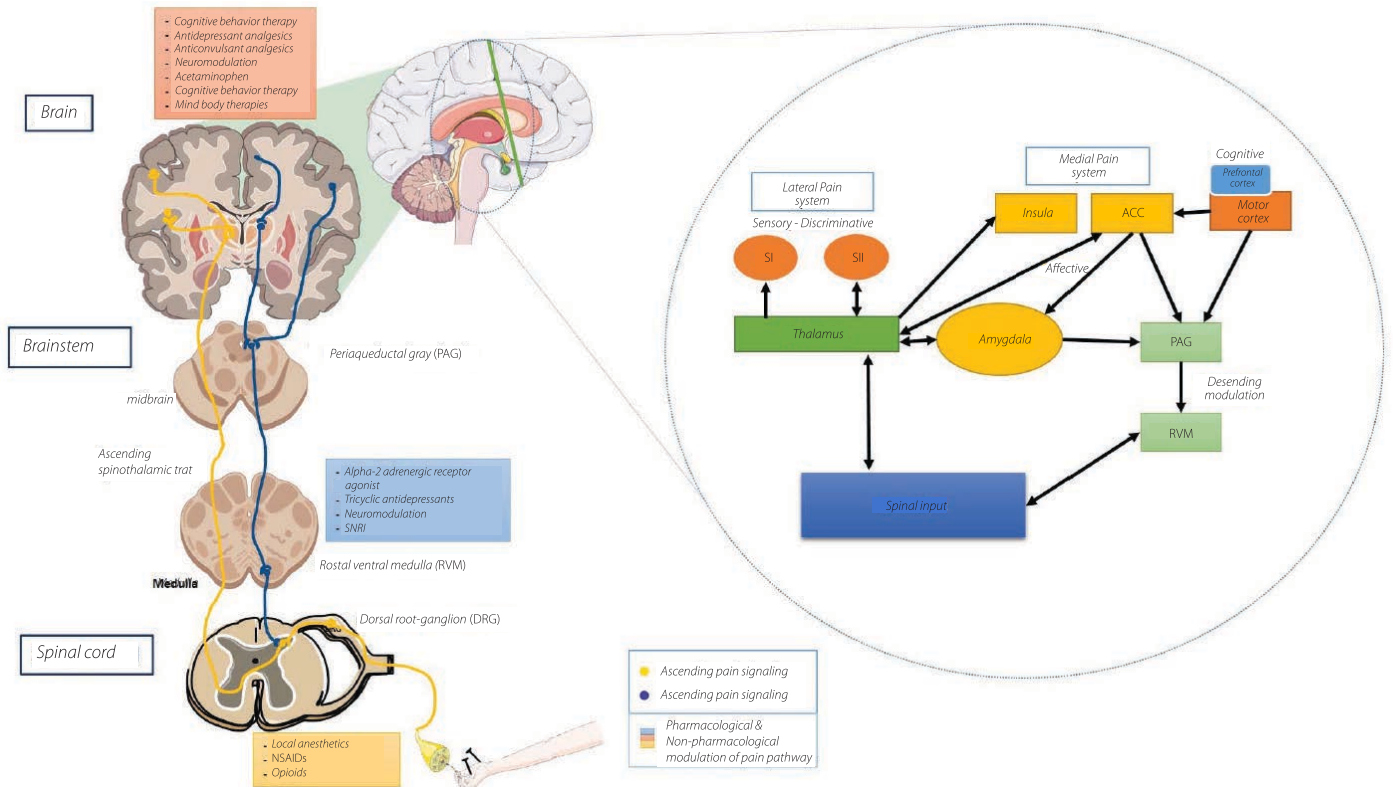 - Cognitive behavior therapy
- Antidepressant analgesics
- Anticonvulsant analgesics
- Neuromodulation
- Acetaminophen
- Cognitive behavior therapy
- Mind body therapies
Brain
Brainstem
Periaqueductal gray (PAG)
midbrain
Ascending
spinothalamic trat
- Alpha-2 adrenergic receptor
agonist
- Tricyclic antidepressants
- Neuromodulation
- SNRI
Rostal ventral medulla (RVM)
Medulla
Dorsal root-ganglion (DRG)
Spinal cord
- Local anesthetics
- NSAIDs
- Opioids
Ascending pain signaling
Ascending pain signaling
Pharmacological &
Non-pharmacological
modulation of pain pathway
Lateral Pain
system
Sensory - Discriminative
SI
SII
Medial Pain
system
Insula
ACC
Cognitive
Prefrontal
cortex
Motor
cortex
Affective
Thalamus
Amygdala
PAG
Desending
modulation
RVM
Spinal input